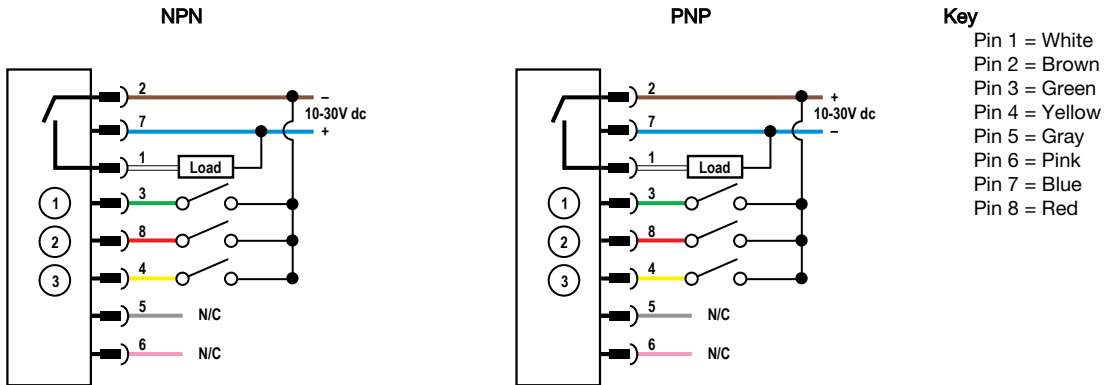 NPN
2
–
10-30V dc
7
+
1
Load
1
3
2
8
3
4
5
N/C
6
N/C
PNP
2
+
10-30V dc
7
–
1
Load
1
3
2
8
3
4
5
N/C
6
N/C
Key
Pin 1 = White
Pin 2 = Brown
Pin 3 = Green
Pin 4 = Yellow
Pin 5 = Gray
Pin 6 = Pink
Pin 7 = Blue
Pin 8 = Red